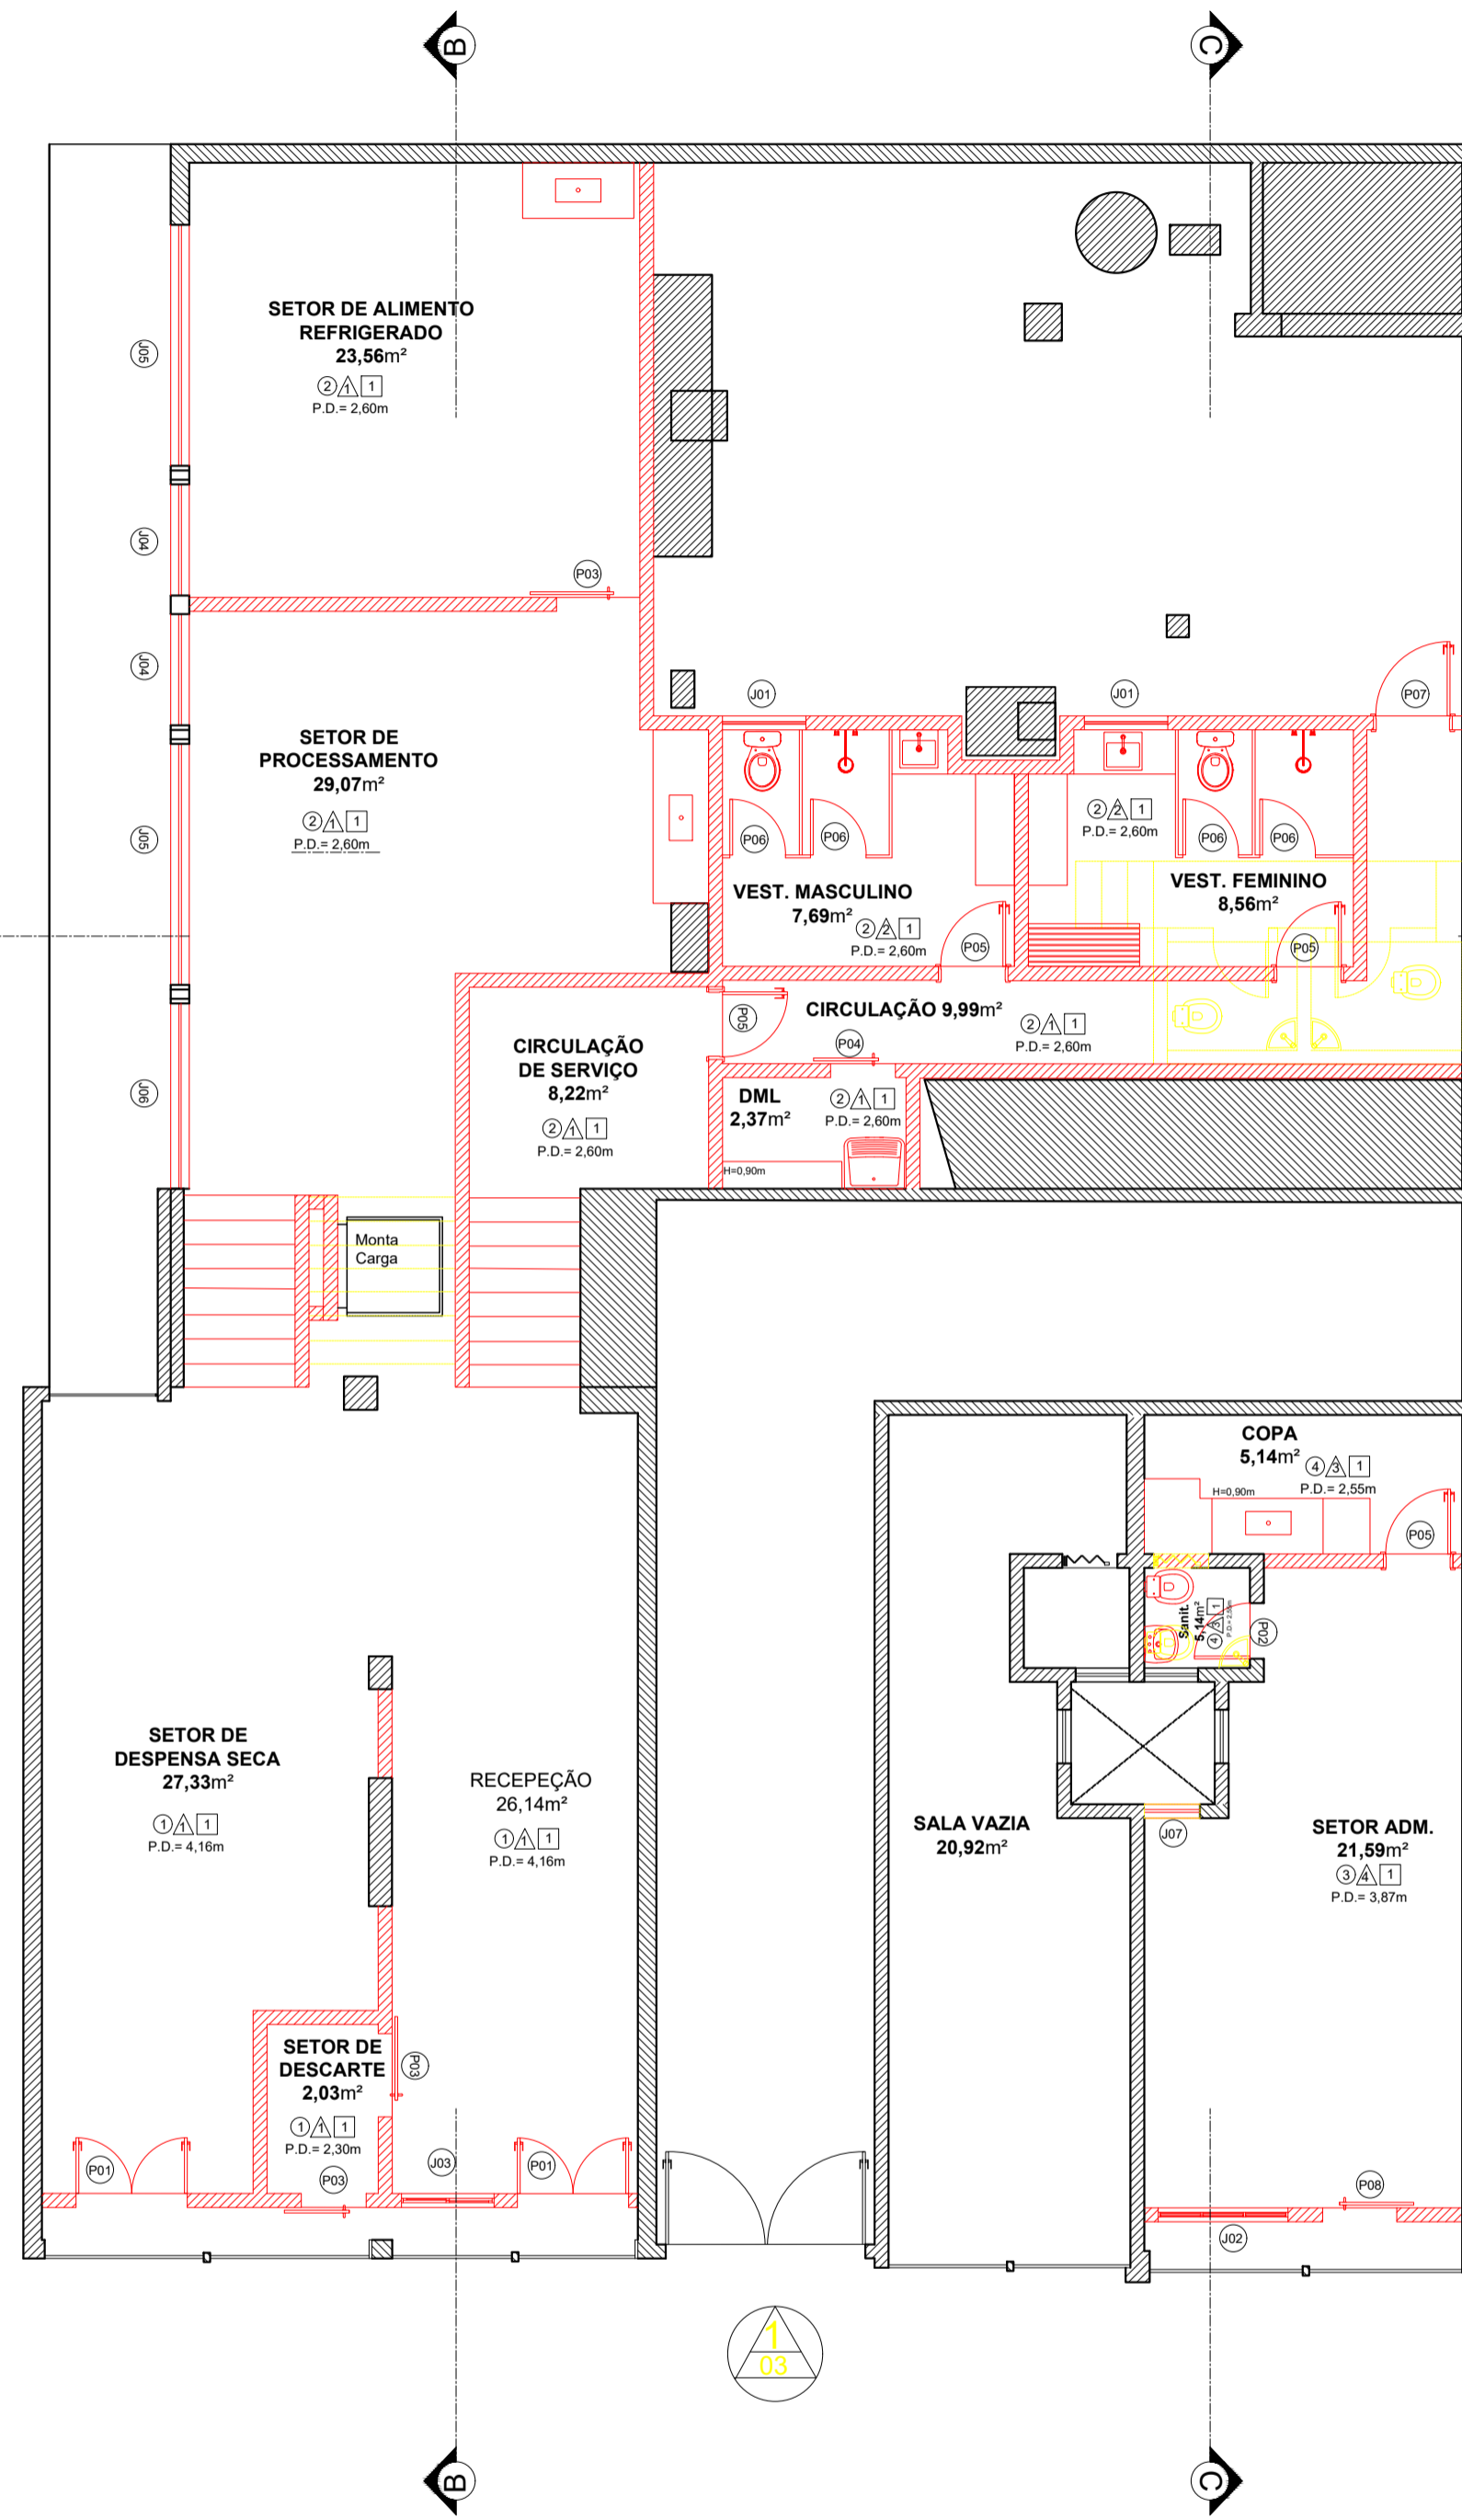 B
C
SETOR DE ALIMENTO
REFRIGERADO
23,56m²
2 1 1
P.D.= 2,60m
J05
J04
P03
J04
J01
J01
P07
SETOR DE
PROCESSAMENTO
29,07m²
2 1 1
P.D.= 2,60m
J05
P06
P06
2 2 1
P.D.= 2,60m
P06
P06
VEST. MASCULINO
7,69m²
2 2 1
P.D.= 2,60m
P05
VEST. FEMININO
8,56m²
P05
CIRCULAÇÃO 9,99m²
2 1 1
P.D.= 2,60m
P05
P04
CIRCULAÇÃO
DE SERVIÇO
8,22m²
2 1 1
P.D.= 2,60m
J06
DML
2,37m²
2 1 1
P.D.= 2,60m
H=0,90m
Monta
Carga
COPA
5,14m²
4 3 1
P.D.= 2,55m
H=0,90m
P05
Sanit.
5,14m²
4 3 1
P02
SETOR DE
DESPENSA SECA
27,33m²
1 1 1
P.D.= 4,16m
RECEPEÇÃO
26,14m²
1 1 1
P.D.= 4,16m
SALA VAZIA
20,92m²
J07
SETOR ADM.
21,59m²
3 4 1
P.D.= 3,87m
SETOR DE
DESCARTE
2,03m²
1 1 1
P.D.= 2,30m
P03
P03
P01
J03
P01
P08
J02
1
03
B
C